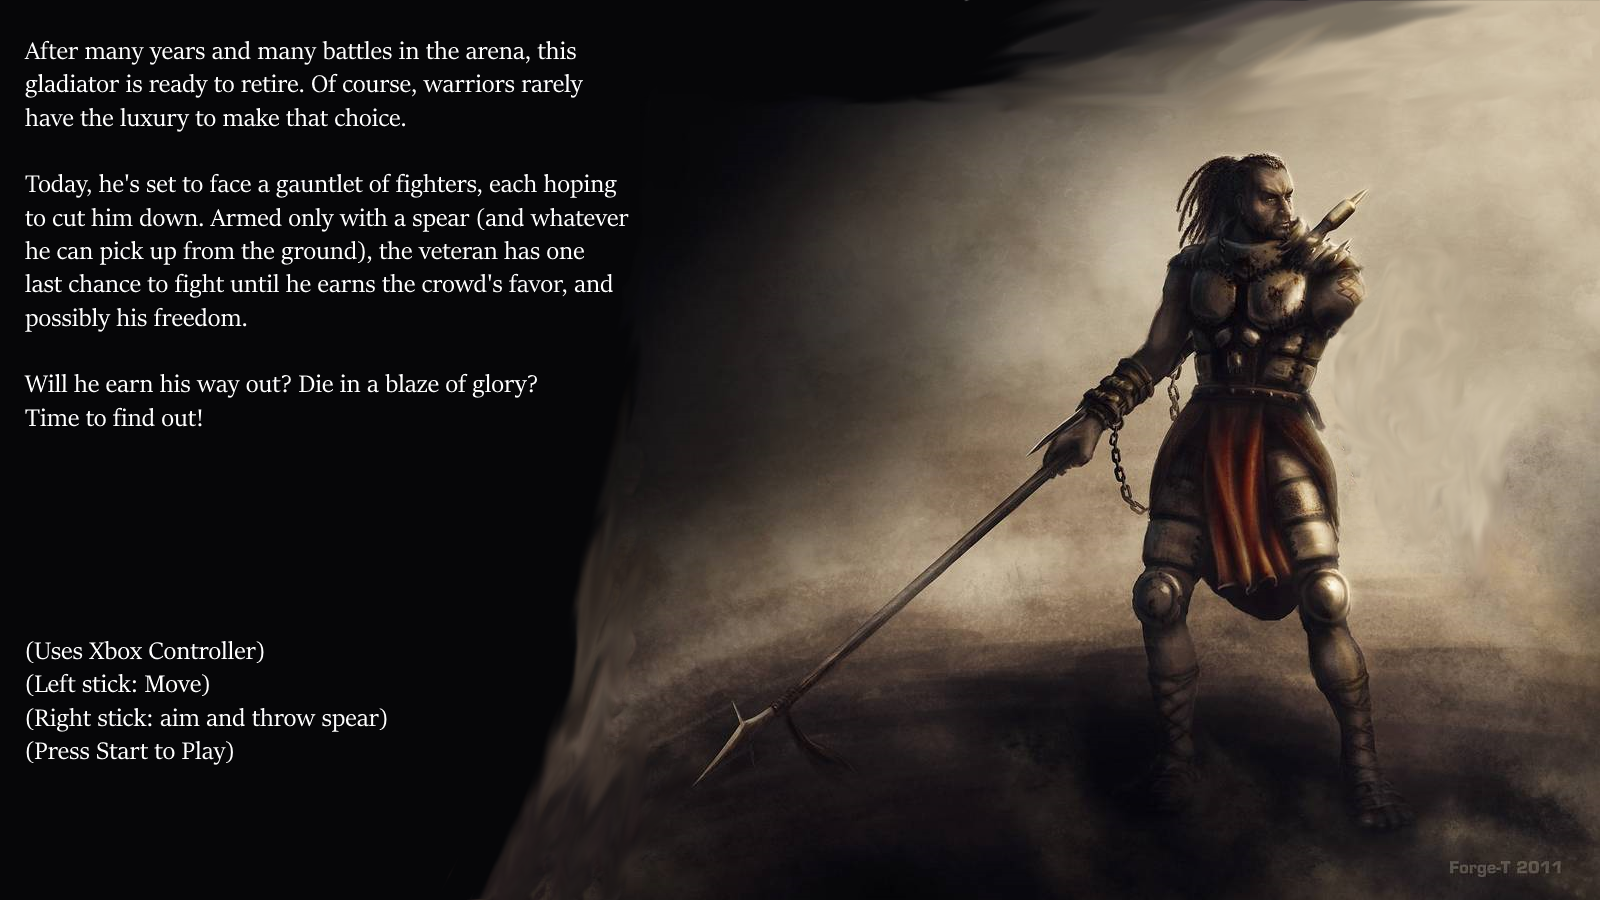 After many years and many battles in the arena, this
gladiator is ready to retire. Of course, warriors rarely
have the luxury to make that choice.
Today, he's set to face a gauntlet of fighters, each hoping
to cut him down. Armed only with a spear (and whatever
he can pick up from the ground), the veteran has one
last chance to fight until he earns the crowd's favor, and
possibly his freedom.
Will he earn his way out? Die in a blaze of glory?
Time to find out!
(Uses Xbox Controller)
(Left stick: Move)
(Right stick: aim and throw spear)
(Press Start to Play)
Forge-T 2011